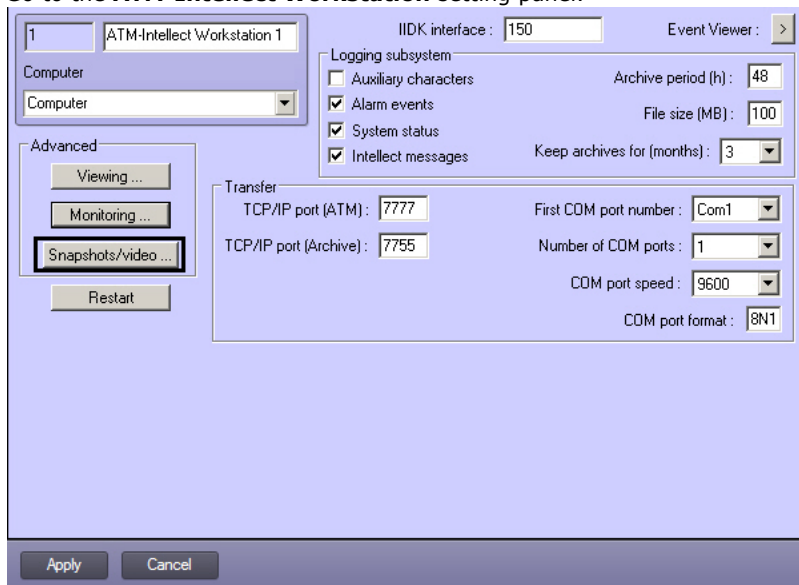 Go to the ATM-Intellect Workstation setting panel.
1 ATM-Intellect Workstation 1
Computer
Computer
IIDK interface : 150
Event Viewer : >
Logging subsystem
Auxiliary characters
Alarm events
System status
Intellect messages
Archive period (h) : 48
File size (MB) : 100
Keep archives for (months) : 3
Advanced
Viewing ...
Monitoring ...
Snapshots/video ...
Restart
Transfer
TCP/IP port (ATM) : 7777
TCP/IP port (Archive) : 7755
First COM port number : Com1
Number of COM ports : 1
COM port speed : 9600
COM port format : 8N1
Apply Cancel